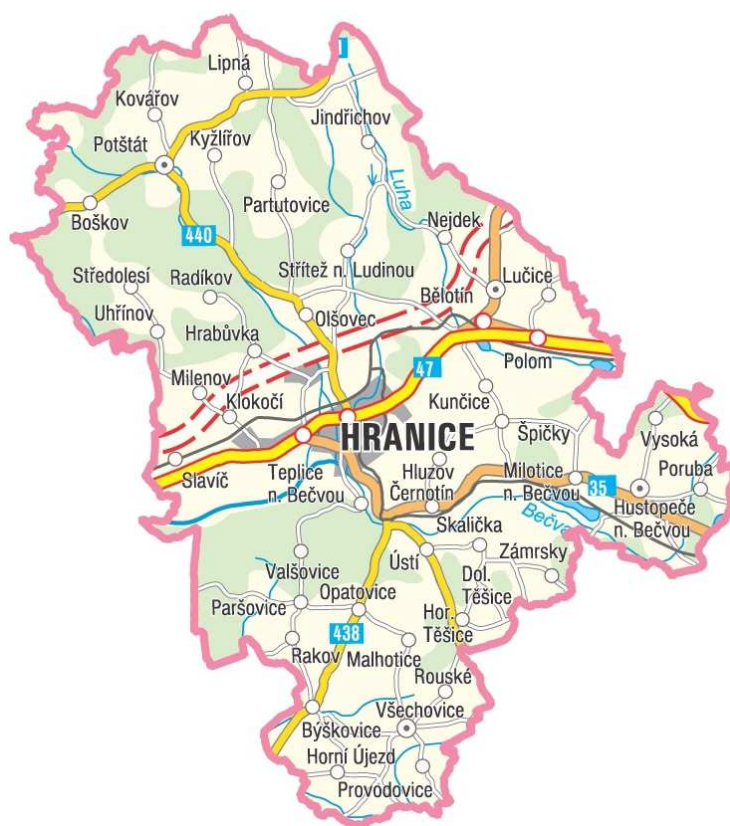 Lipná
Kovářov
Jindřichov
Potštát
Kyžlířov
Luha
Partutovice
Boškov
440
Nejdek
Středolesí
Radíkov
Střítež n. Ludinou
Lučice
Uhřínov
Bělotín
Olšovec
Hrabůvka
Polom
47
Milenov
Klokočí
Kunčice
HRANICE
Špičky
Vysoká
Slavíč
Teplice
n. Bečvou
Hluzov
Milotice
n. Bečvou
Poruba
Černotín
35
Hustopeče
n. Bečvou
Skalička
Bečva
Ústí
Zámrsky
Valšovice
Dol.
Těšice
Opatovice
Paršovice
Hor.
Těšice
438
Rakov
Malhotice
Rouské
Všechovice
Býškovice
Horní Újezd
Provodovice